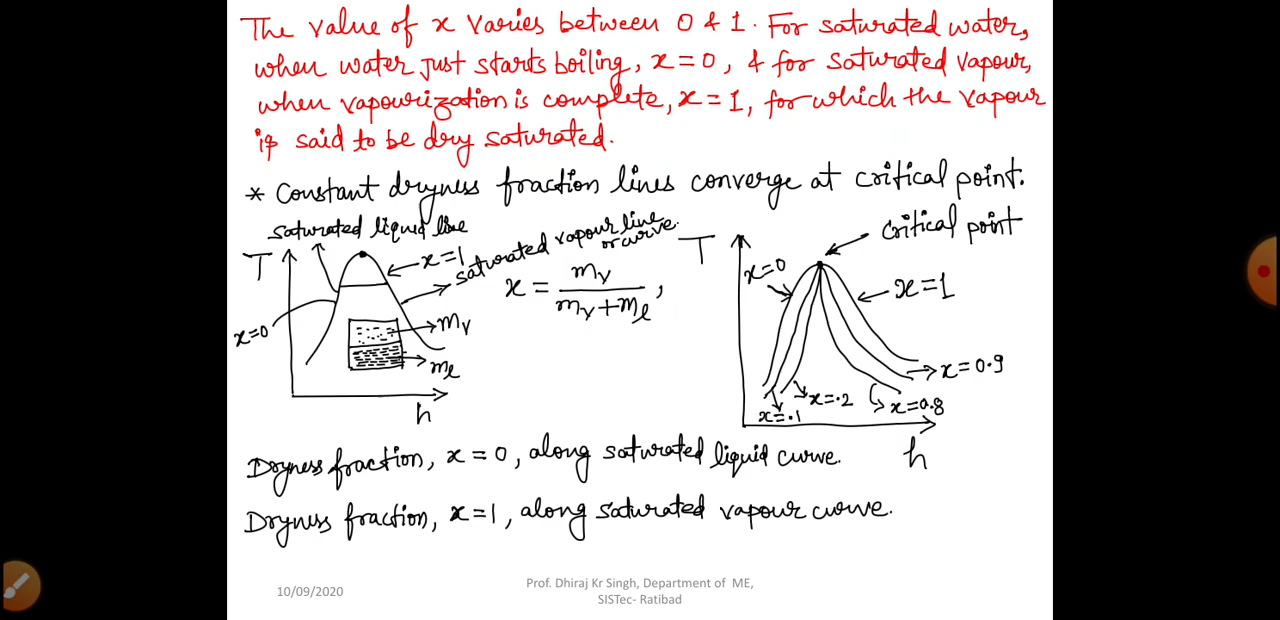 The value of x varies between 0 & 1. For saturated water,
when water just starts boiling, x = 0, & for saturated vapour,
when vapourization is complete, x = 1, for which the vapour
is said to be dry saturated.
* Constant dryness fraction lines converge at critical point.
saturated liquid line
T
x=1
saturated vapour line or curve.
x = mv / (mv + ml),
x=0
mv
ml
h
T
critical point
x=0
x=1
x=0.9
x=.2
x=0.8
x=.1
h
Dryness fraction, x = 0, along saturated liquid curve.
Dryness fraction, x = 1, along saturated vapour curve.
10/09/2020
Prof. Dhiraj Kr Singh, Department of ME,
SISTec- Ratibad